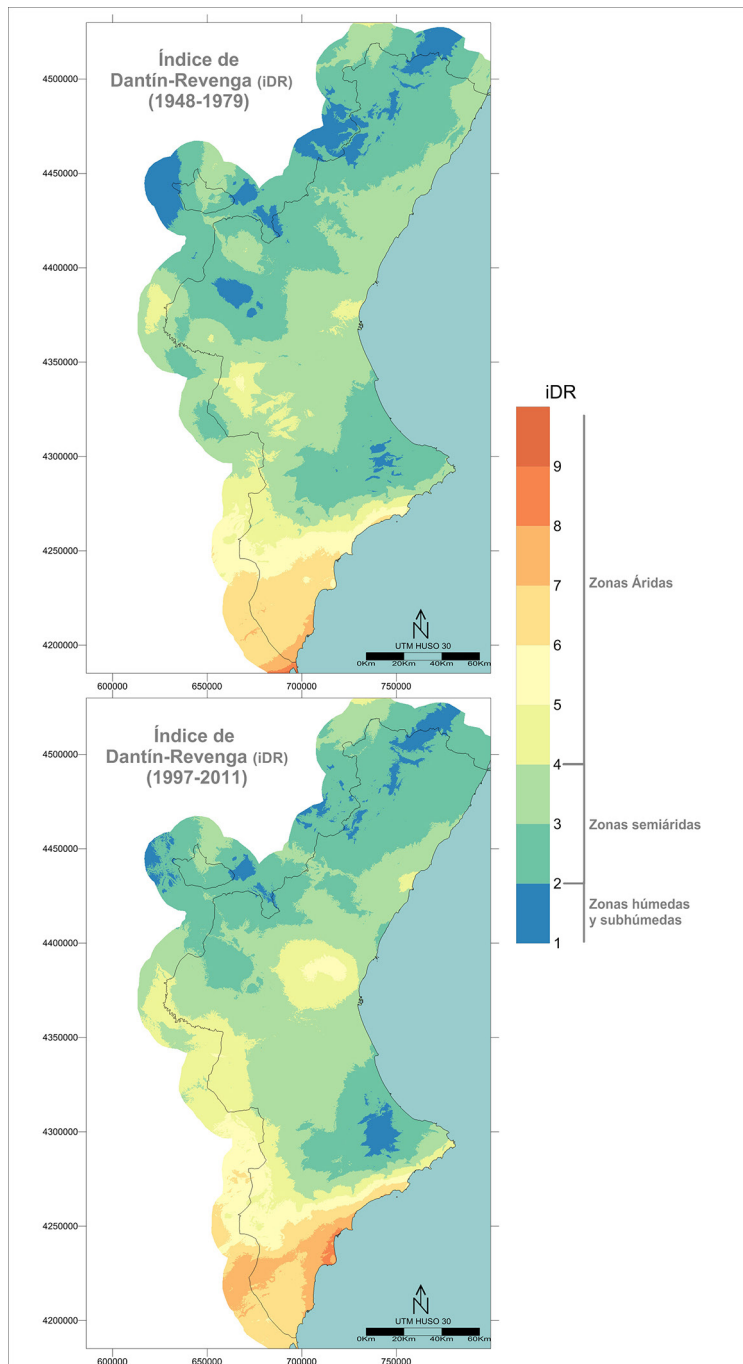 Índice de
Dantín-Revenga (iDR)
(1948-1979)
4500000
4450000
4400000
4350000
4300000
4250000
4200000
N
UTM HUSO 30
0Km 20Km 40Km 60Km
600000 650000 700000 750000
iDR
9
8
7
6
5
4
3
2
1
Zonas Áridas
Zonas semiáridas
Zonas húmedas
y subhúmedas
Índice de
Dantín-Revenga (iDR)
(1997-2011)
4500000
4450000
4400000
4350000
4300000
4250000
4200000
N
UTM HUSO 30
0Km 20Km 40Km 60Km
600000 650000 700000 750000